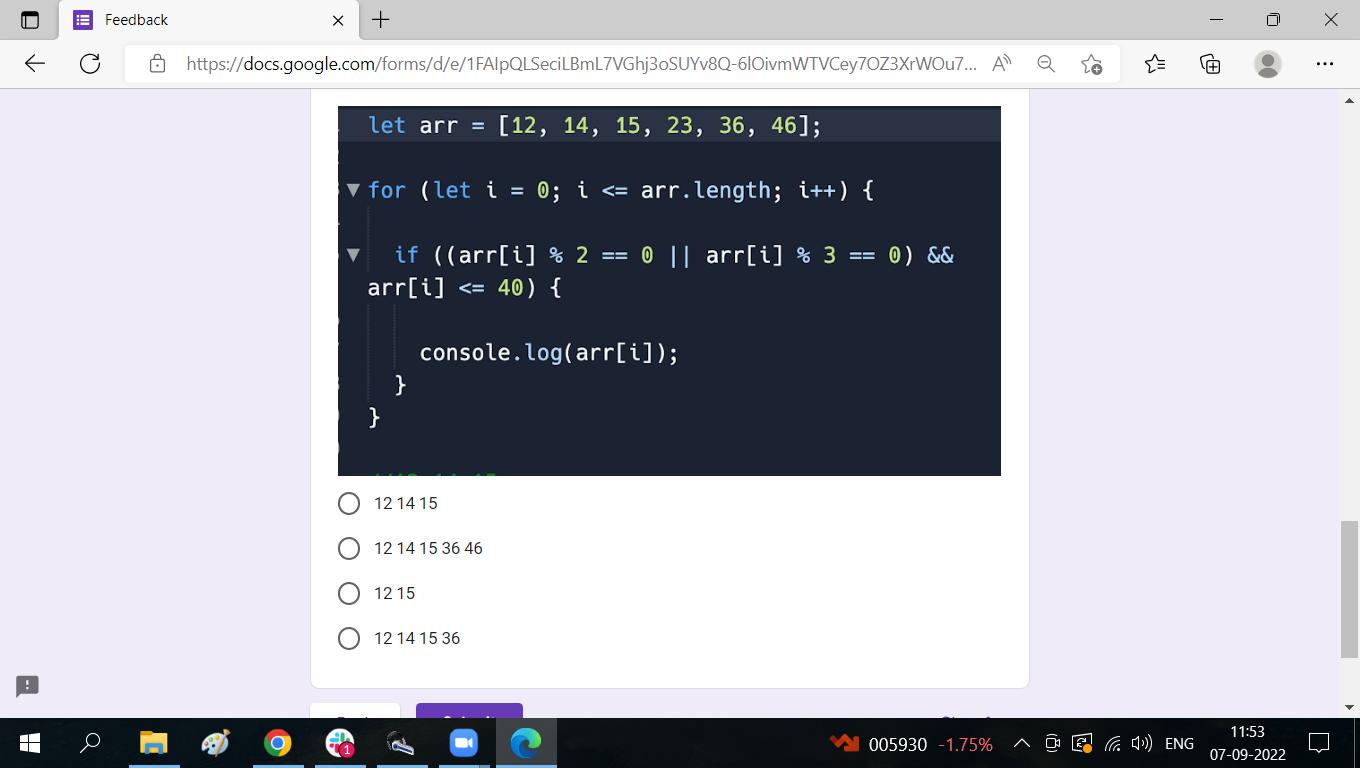 Feedback
https://docs.google.com/forms/d/e/1FAIpQLSeciLBmL7VGhj3oSUYv8Q-6lOivmWTVCey7OZ3XrWOu7...
let arr = [12, 14, 15, 23, 36, 46];
for (let i = 0; i <= arr.length; i++) {
if ((arr[i] % 2 == 0 || arr[i] % 3 == 0) &&
arr[i] <= 40) {
console.log(arr[i]);
}
}
12 14 15
12 14 15 36 46
12 15
12 14 15 36
1
005930 -1.75%
ENG
11:53
07-09-2022